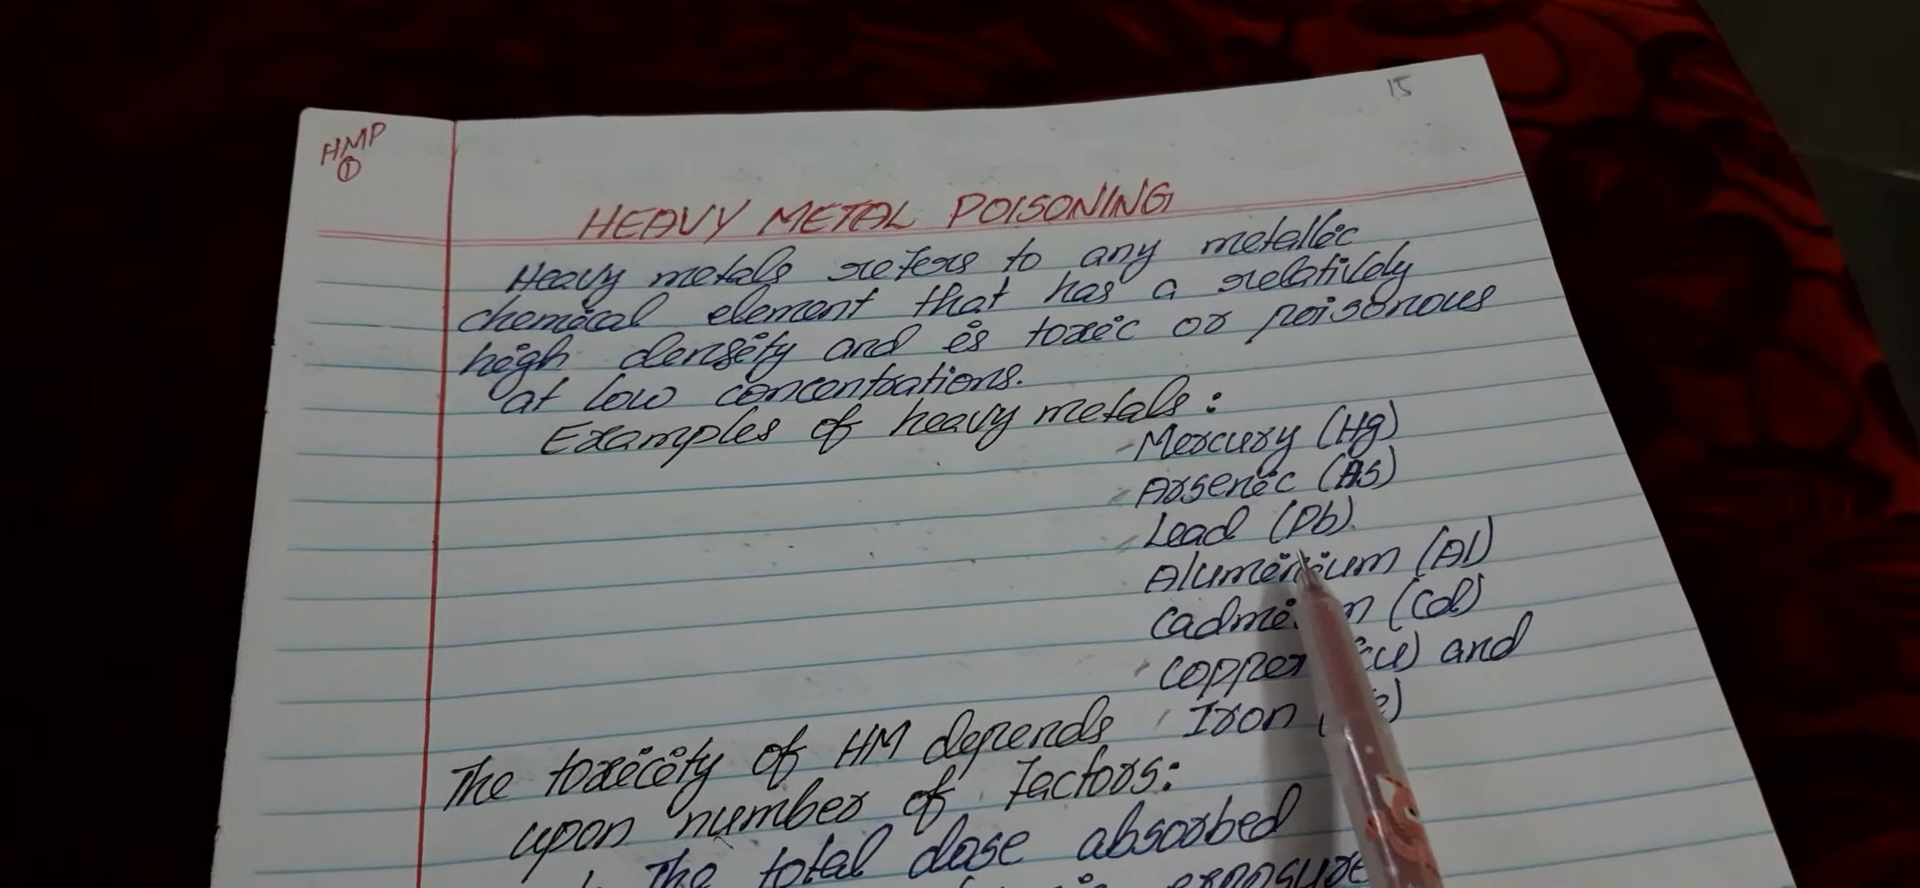 15
HMP
1
HEAVY METAL POISONING
Heavy metals refers to any metallic
chemical element that has a relatively
high density and is toxic or poisonous
at low concentrations.
Examples of heavy metals:
Mercury (Hg)
Arsenic (As)
Lead (Pb)
Aluminium (Al)
Cadmium (Cd)
Copper (Cu) and
Iron
The toxicity of HM depends
upon number of factors:
The total dose absorbed
exposure